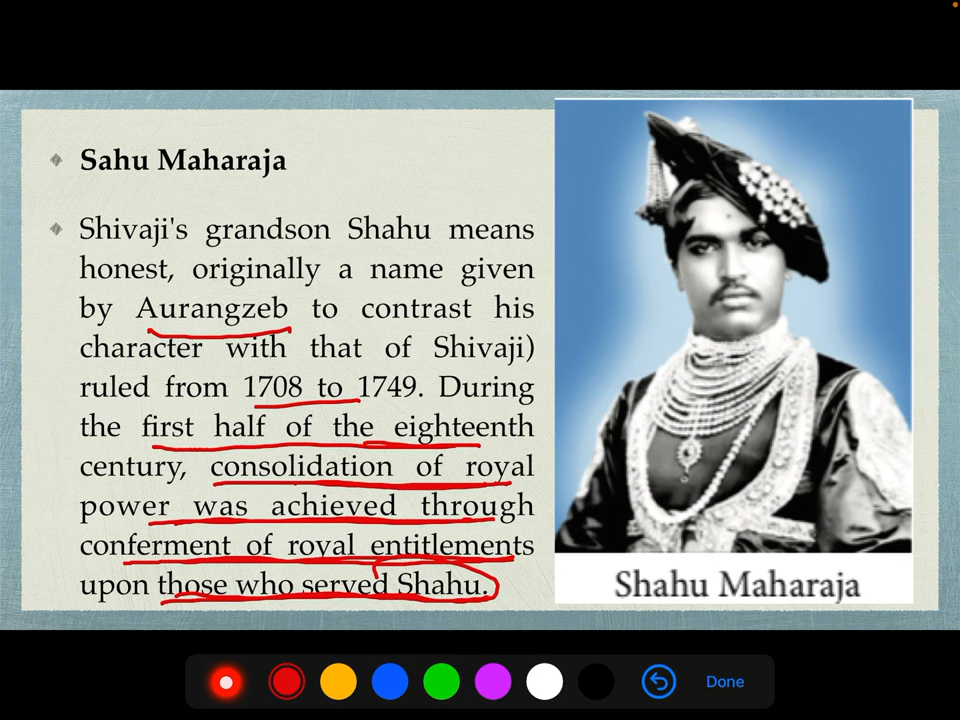 Sahu Maharaja
Shivaji's grandson Shahu means
honest, originally a name given
by Aurangzeb to contrast his
character with that of Shivaji)
ruled from 1708 to 1749. During
the first half of the eighteenth
century, consolidation of royal
power was achieved through
conferment of royal entitlements
upon those who served Shahu.
Shahu Maharaja
Done